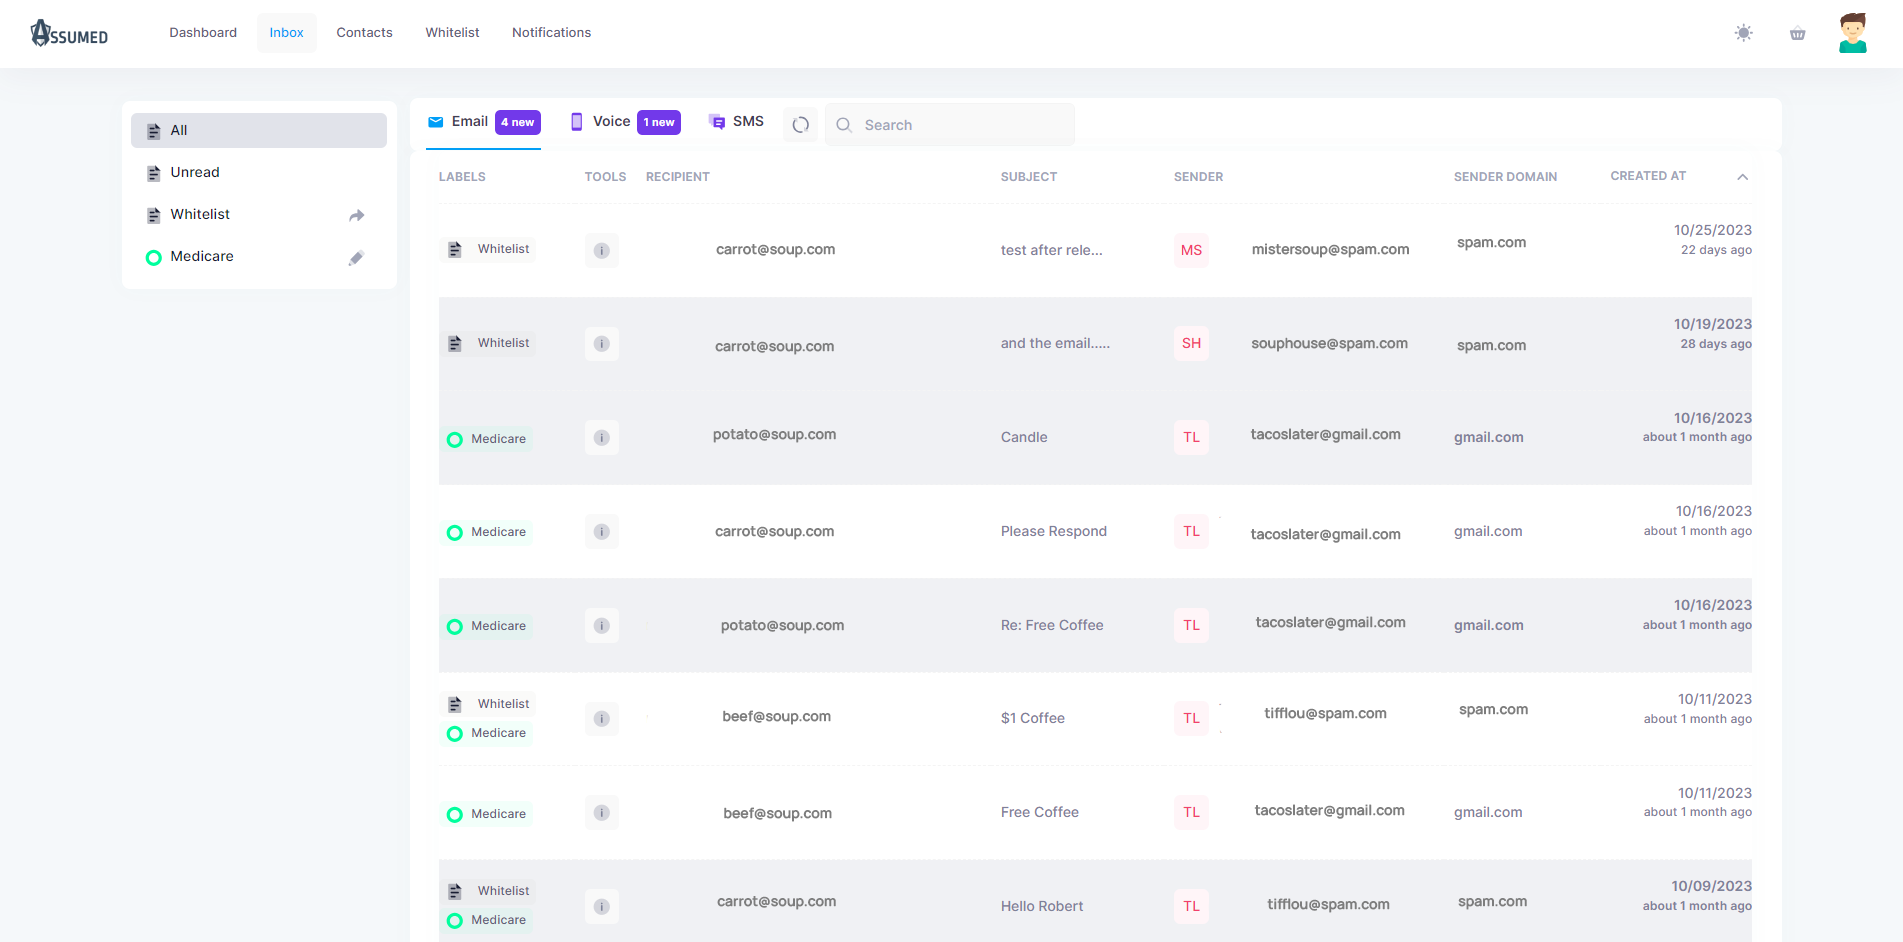 ASSUMED Dashboard Inbox Contacts Whitelist Notifications
All
Unread
Whitelist
Medicare
Email 4 new Voice 1 new SMS Search
LABELS TOOLS RECIPIENT SUBJECT SENDER SENDER DOMAIN CREATED AT
Whitelist i carrot@soup.com test after rele... MS mistersoup@spam.com spam.com 10/25/2023
22 days ago
Whitelist i carrot@soup.com and the email..... SH souphouse@spam.com spam.com 10/19/2023
28 days ago
Medicare i potato@soup.com Candle TL tacoslater@gmail.com gmail.com 10/16/2023
about 1 month ago
Medicare i carrot@soup.com Please Respond TL tacoslater@gmail.com gmail.com 10/16/2023
about 1 month ago
Medicare i potato@soup.com Re: Free Coffee TL tacoslater@gmail.com gmail.com 10/16/2023
about 1 month ago
Whitelist i beef@soup.com $1 Coffee TL tifflou@spam.com spam.com 10/11/2023
Medicare about 1 month ago
Medicare i beef@soup.com Free Coffee TL tacoslater@gmail.com gmail.com 10/11/2023
about 1 month ago
Whitelist i carrot@soup.com Hello Robert TL tifflou@spam.com spam.com 10/09/2023
Medicare about 1 month ago